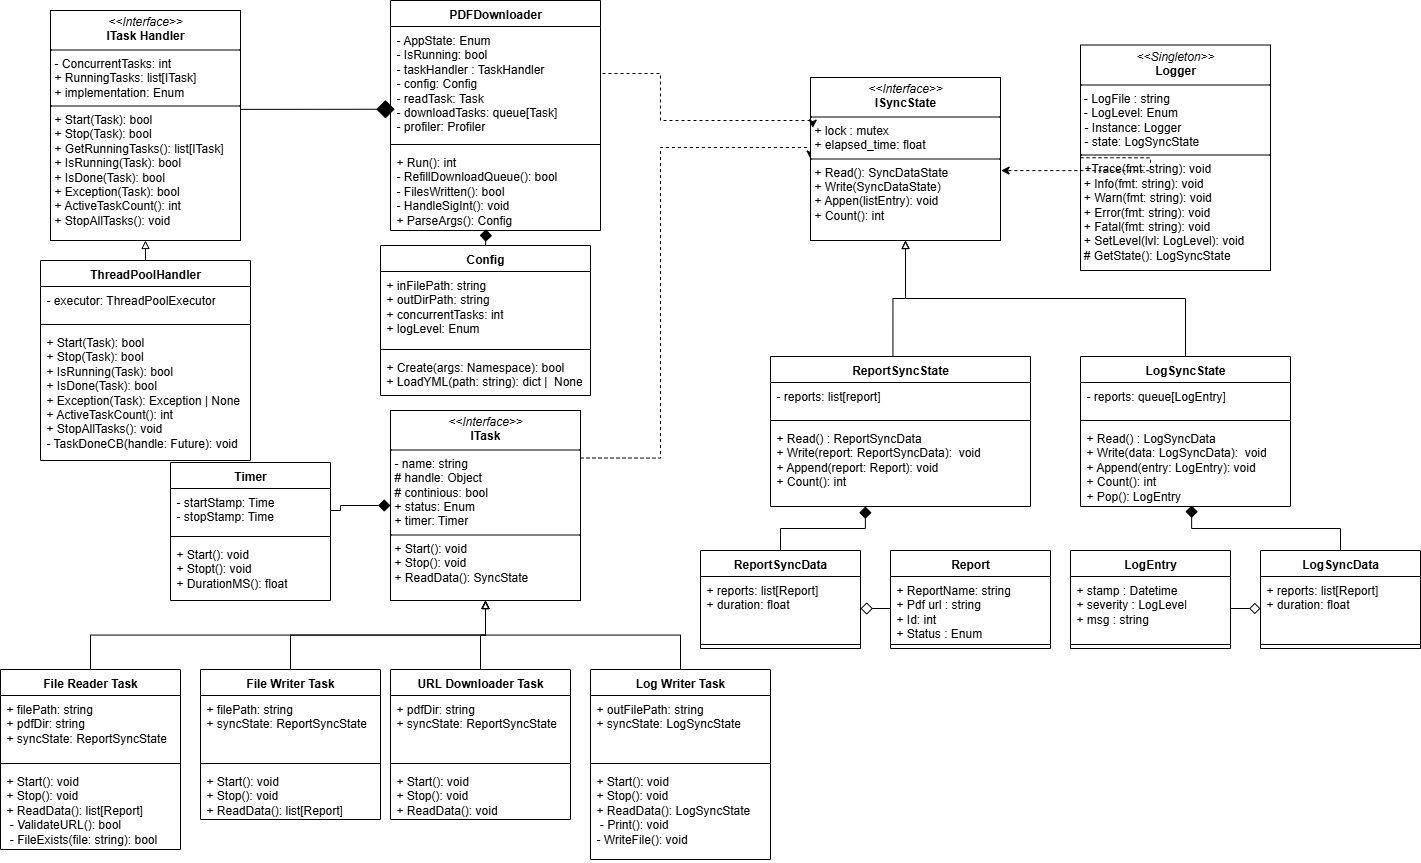 <<Interface>>
ITask Handler
- ConcurrentTasks: int
+ RunningTasks: list[ITask]
+ implementation: Enum
+ Start(Task): bool
+ Stop(Task): bool
+ GetRunningTasks(): list[ITask]
+ IsRunning(Task): bool
+ IsDone(Task): bool
+ Exception(Task): bool
+ ActiveTaskCount(): int
+ StopAllTasks(): void
PDFDownloader
- AppState: Enum
- IsRunning: bool
- taskHandler : TaskHandler
- config: Config
- readTask: Task
- downloadTasks: queue[Task]
- profiler: Profiler
+ Run(): int
- RefillDownloadQueue(): bool
- FilesWritten(): bool
- HandleSigInt(): void
+ ParseArgs(): Config
<<Interface>>
ISyncState
+ lock : mutex
+ elapsed_time: float
+ Read(): SyncDataState
+ Write(SyncDataState)
+ Appen(listEntry): void
+ Count(): int
<<Singleton>>
Logger
- LogFile : string
- LogLevel: Enum
- Instance: Logger
- state: LogSyncState
+Trace(fmt: string): void
+ Info(fmt: string): void
+ Warn(fmt: string): void
+ Error(fmt: string): void
+ Fatal(fmt: string): void
+ SetLevel(lvl: LogLevel): void
# GetState(): LogSyncState
ThreadPoolHandler
- executor: ThreadPoolExecutor
+ Start(Task): bool
+ Stop(Task): bool
+ IsRunning(Task): bool
+ IsDone(Task): bool
+ Exception(Task): Exception | None
+ ActiveTaskCount(): int
+ StopAllTasks(): void
- TaskDoneCB(handle: Future): void
Config
+ inFilePath: string
+ outDirPath: string
+ concurrentTasks: int
+ logLevel: Enum
+ Create(args: Namespace): bool
+ LoadYML(path: string): dict | None
ReportSyncState
- reports: list[report]
+ Read() : ReportSyncData
+ Write(report: ReportSyncData): void
+ Append(report: Report): void
+ Count(): int
LogSyncState
- reports: queue[LogEntry]
+ Read() : LogSyncData
+ Write(data: LogSyncData): void
+ Append(entry: LogEntry): void
+ Count(): int
+ Pop(): LogEntry
Timer
- startStamp: Time
- stopStamp: Time
+ Start(): void
+ Stopt(): void
+ DurationMS(): float
<<Interface>>
ITask
- name: string
# handle: Object
# continious: bool
+ status: Enum
+ timer: Timer
+ Start(): void
+ Stop(): void
+ ReadData(): SyncState
ReportSyncData
+ reports: list[Report]
+ duration: float
Report
+ ReportName: string
+ Pdf url : string
+ Id: int
+ Status : Enum
LogEntry
+ stamp : Datetime
+ severity : LogLevel
+ msg : string
LogSyncData
+ reports: list[Report]
+ duration: float
File Reader Task
+ filePath: string
+ pdfDir: string
+ syncState: ReportSyncState
+ Start(): void
+ Stop(): void
+ ReadData(): list[Report]
- ValidateURL(): bool
- FileExists(file: string): bool
File Writer Task
+ filePath: string
+ syncState: ReportSyncState
+ Start(): void
+ Stop(): void
+ ReadData(): list[Report]
URL Downloader Task
+ pdfDir: string
+ syncState: ReportSyncState
+ Start(): void
+ Stop(): void
+ ReadData(): void
Log Writer Task
+ outFilePath: string
+ syncState: LogSyncState
+ Start(): void
+ Stop(): void
+ ReadData(): LogSyncState
- Print(): void
- WriteFile(): void